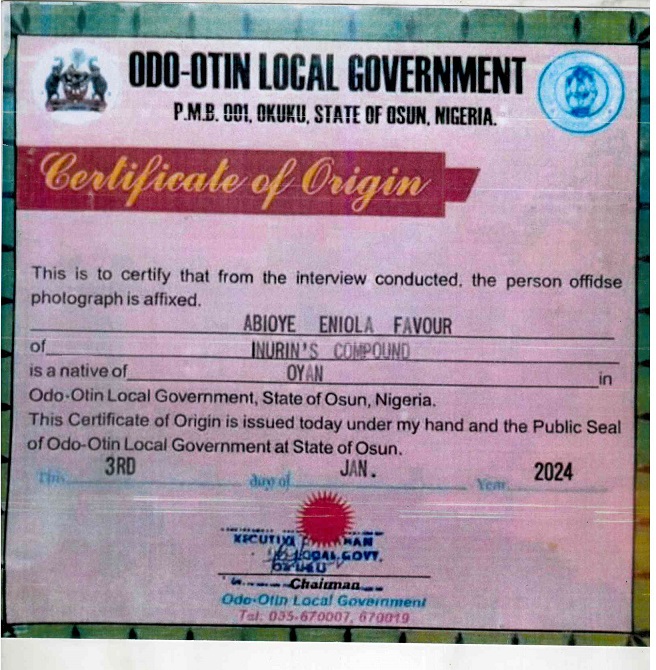 ODO-OTIN LOCAL GOVERNMENT
P.M.B. 001, OKUKU, STATE OF OSUN, NIGERIA.
Certificate of Origin
This is to certify that from the interview conducted, the person offidse
photograph is affixed.
ABIOYE ENIOLA FAVOUR
of INURIN'S COMPOUND
is a native of OYAN in
Odo-Otin Local Government, State of Osun, Nigeria.
This Certificate of Origin is issued today under my hand and the Public Seal
of Odo-Otin Local Government at State of Osun.
This 3RD day of JAN. Year 2024
XECUTIV MAN
LOCAL GOVT.
Chairman
Odo-Otin Local Government
Tel: 035-670007, 670019